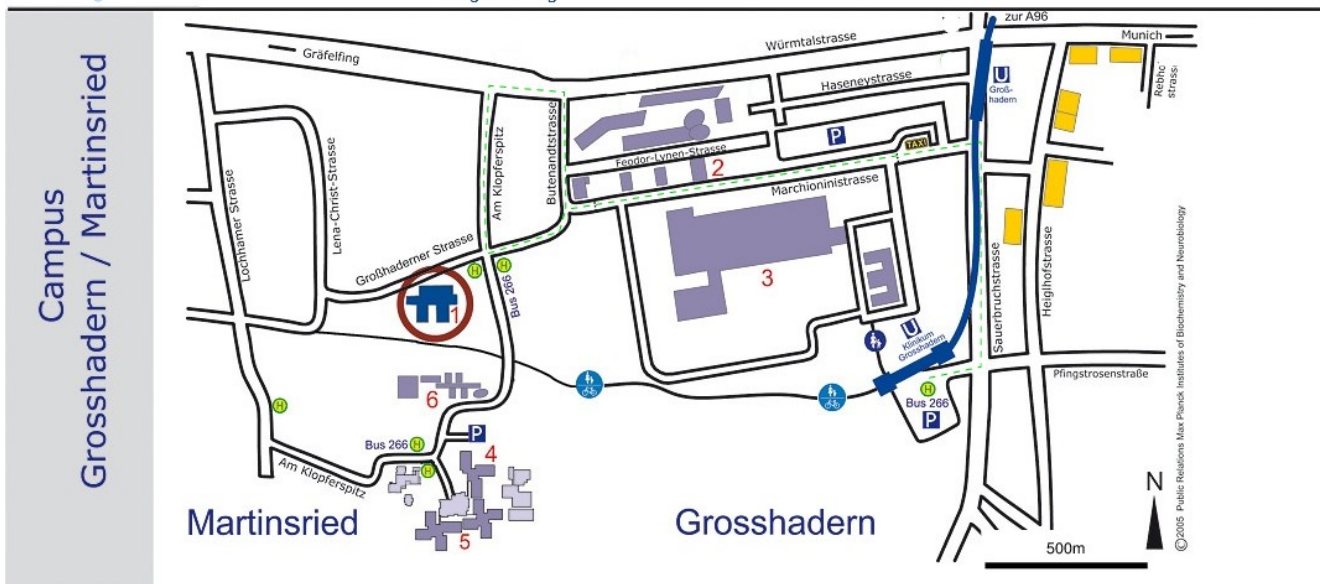 Campus
Grosshadern / Martinsried
zur A96
Munich
Gräfelfing
Würmtalstrasse
Haseneystrasse
U
Groß-
hadern
P
TAXI
Feodor-Lynen-Strasse
2
Marchioninistrasse
Butenandtstrasse
Am Klopferspitz
Lena-Christ-Strasse
Lochhamer Strasse
Großhaderner Strasse
H
H
Bus 266
1
3
U
Klinikum
Grosshadern
Sauerbruchstrasse
Heiglhofstrasse
Pfingstrosenstraße
H
Bus 266
P
6
H
P
Bus 266 H
H
4
Am Klopferspitz
5
Martinsried
Grosshadern
N
500m
©2005 Public Relations Max Planck Institutes of Biochemistry and Neurobiology